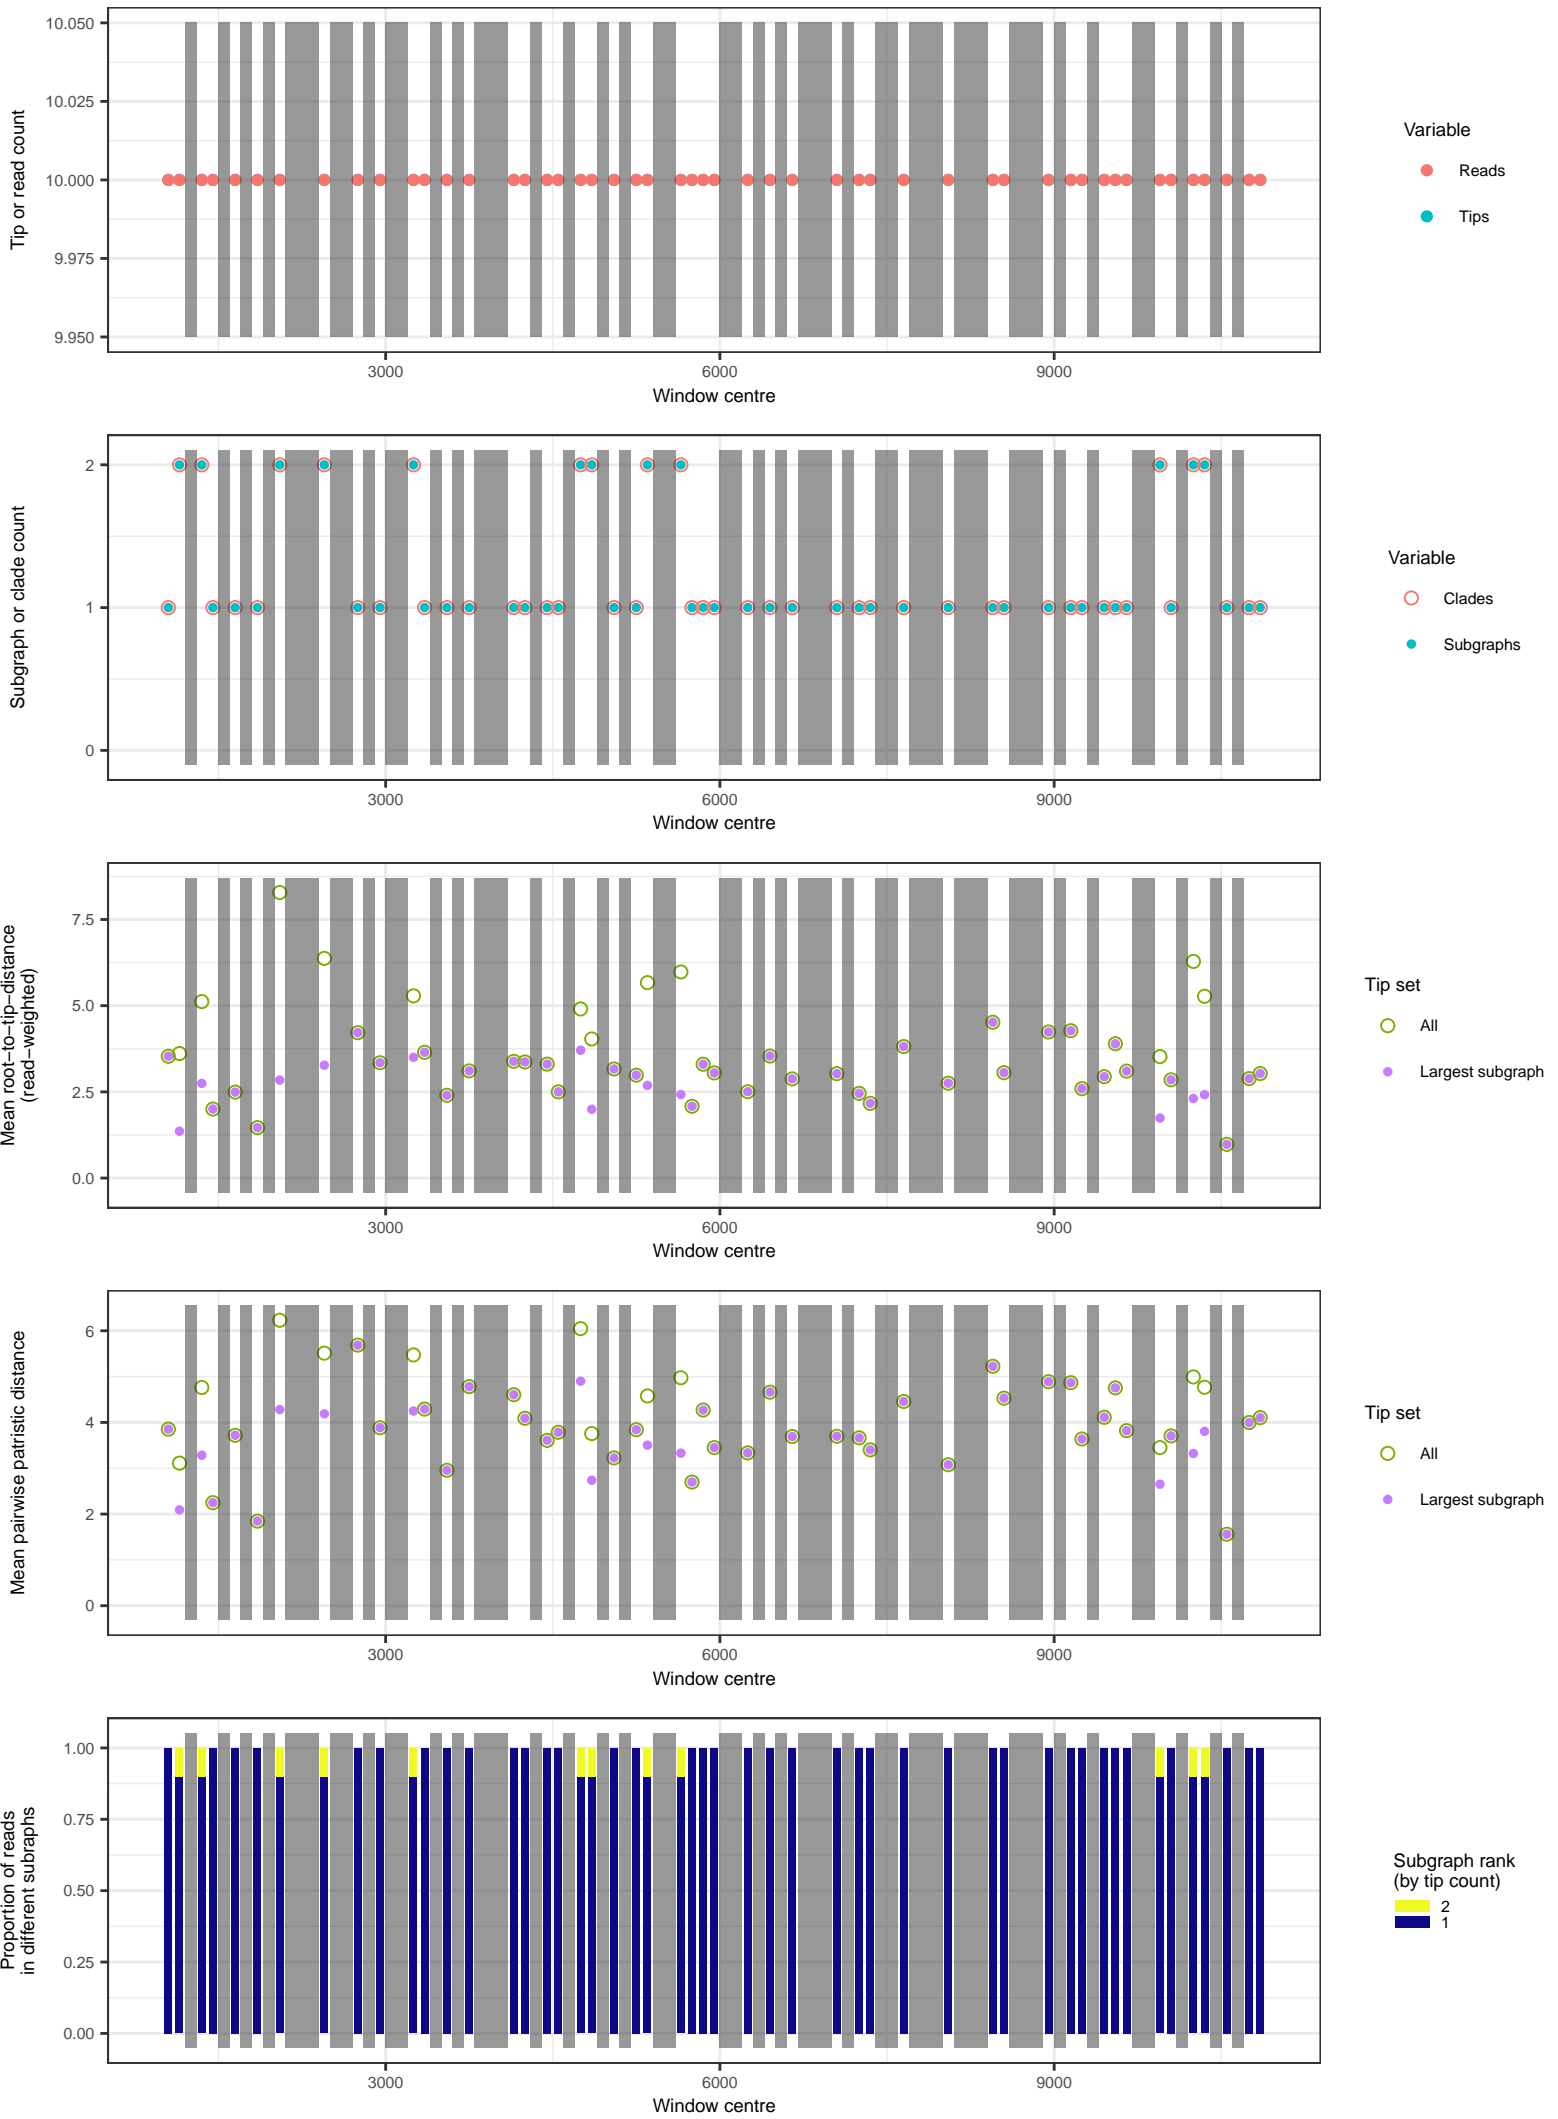 10.050
10.025
10.000
9.975
9.950
Tip or read count
3000
6000
9000
Window centre
Variable
Reads
Tips
2
1
0
Subgraph or clade count
3000
6000
9000
Window centre
Variable
Clades
Subgraphs
7.5
5.0
2.5
0.0
Mean root−to−tip−distance
(read−weighted)
3000
6000
9000
Window centre
Tip set
All
Largest subgraph
6
4
2
0
Mean pairwise patristic distance
3000
6000
9000
Window centre
Tip set
All
Largest subgraph
1.00
0.75
0.50
0.25
0.00
Proportion of reads
in different subraphs
3000
6000
9000
Window centre
Subgraph rank
(by tip count)
2
1